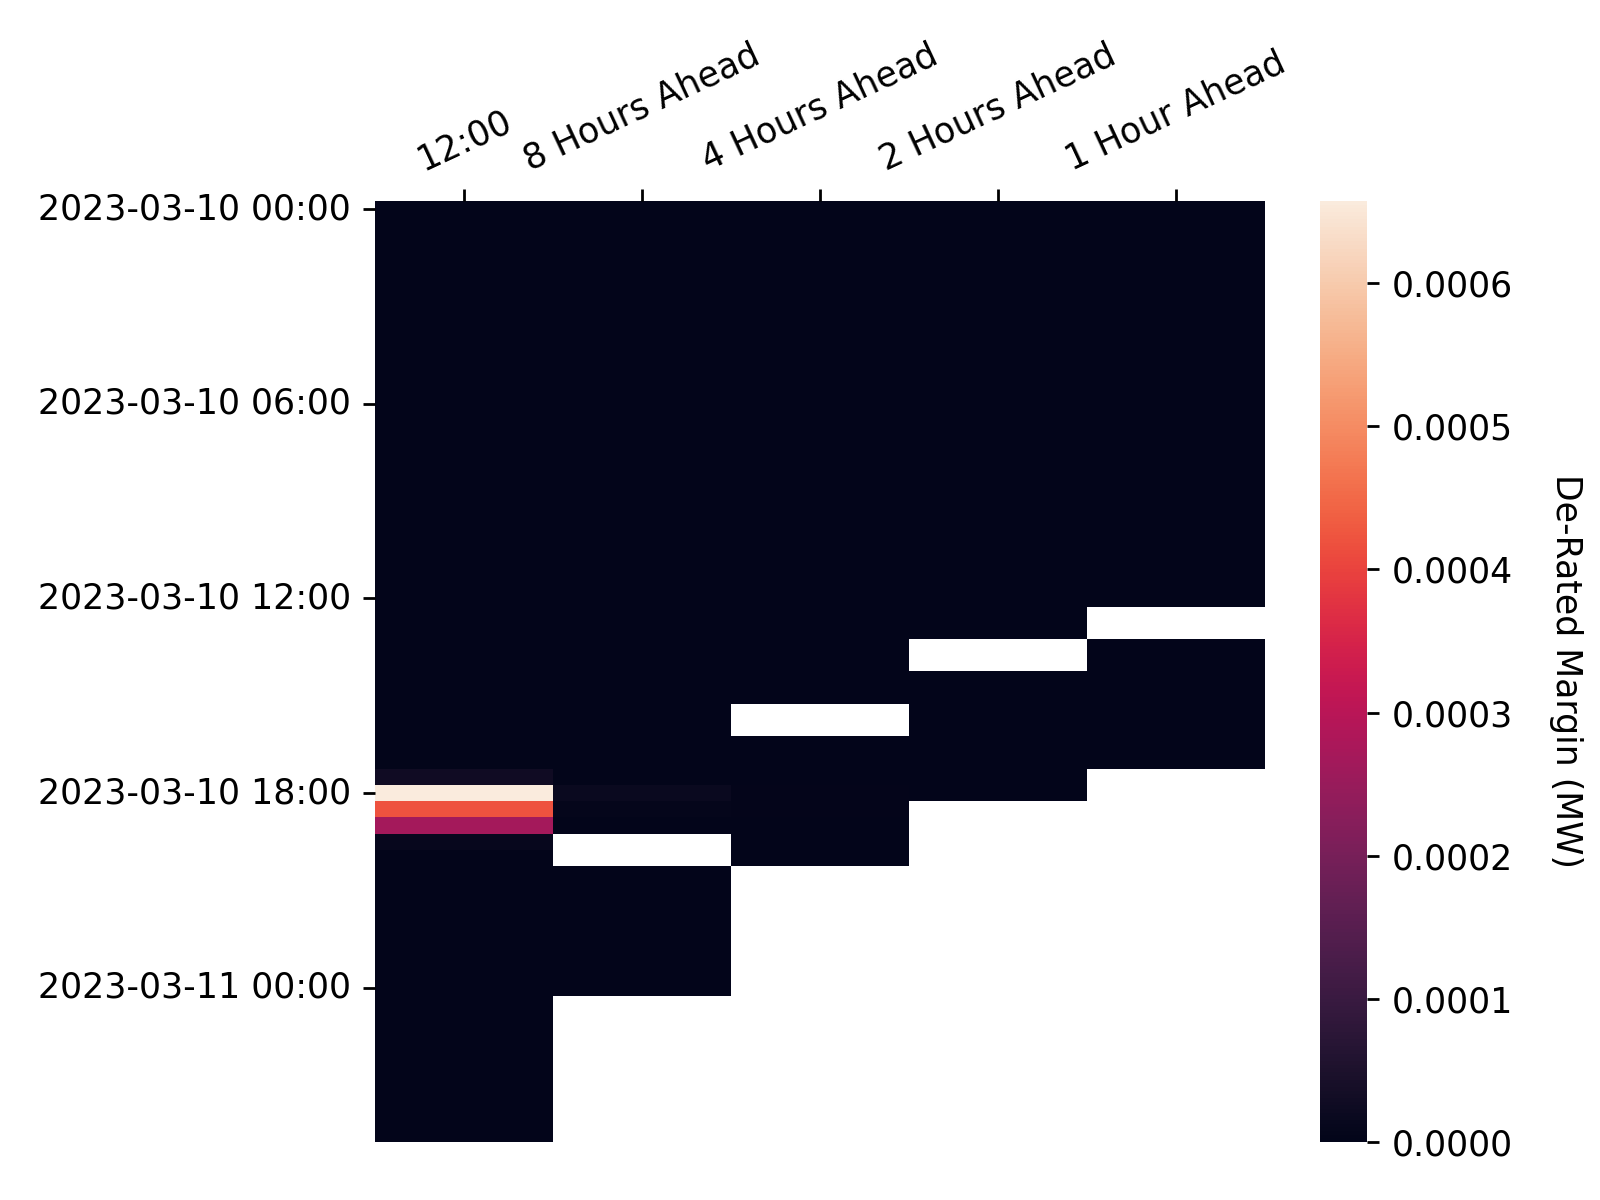 12:00
8 Hours Ahead
4 Hours Ahead
2 Hours Ahead
1 Hour Ahead
2023-03-10 00:00
2023-03-10 06:00
2023-03-10 12:00
2023-03-10 18:00
2023-03-11 00:00
0.0006
0.0005
0.0004
0.0003
0.0002
0.0001
0.0000
De-Rated Margin (MW)